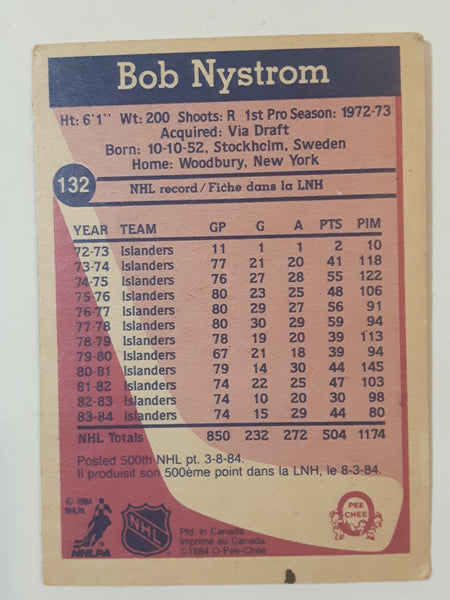 Bob Nystrom
Ht: 6'1" Wt: 200 Shoots: R 1st Pro Season: 1972-73
Acquired: Via Draft
Born: 10-10-52, Stockholm, Sweden
Home: Woodbury, New York
132 NHL record/Fiche dans la LNH
YEAR TEAM GP G A PTS PIM
72-73 Islanders 11 1 1 2 10
73-74 Islanders 77 21 20 41 118
74-75 Islanders 76 27 28 55 122
75-76 Islanders 80 23 25 48 106
76-77 Islanders 80 29 27 56 91
77-78 Islanders 80 30 29 59 94
78-79 Islanders 78 19 20 39 113
79-80 Islanders 67 21 18 39 94
80-81 Islanders 79 14 30 44 145
81-82 Islanders 74 22 25 47 103
82-83 Islanders 74 10 20 30 98
83-84 Islanders 74 15 29 44 80
NHL Totals 850 232 272 504 1174
Posted 500th NHL pt. 3-8-84.
Il produisit son 500ème point dans la LNH, le 8-3-84.
© 1984
NHLPA
NHLPA
NHL
Ptd. in Canada
Imprimé au Canada
©1984 O-Pee-Chee
O
PEE
CHEE